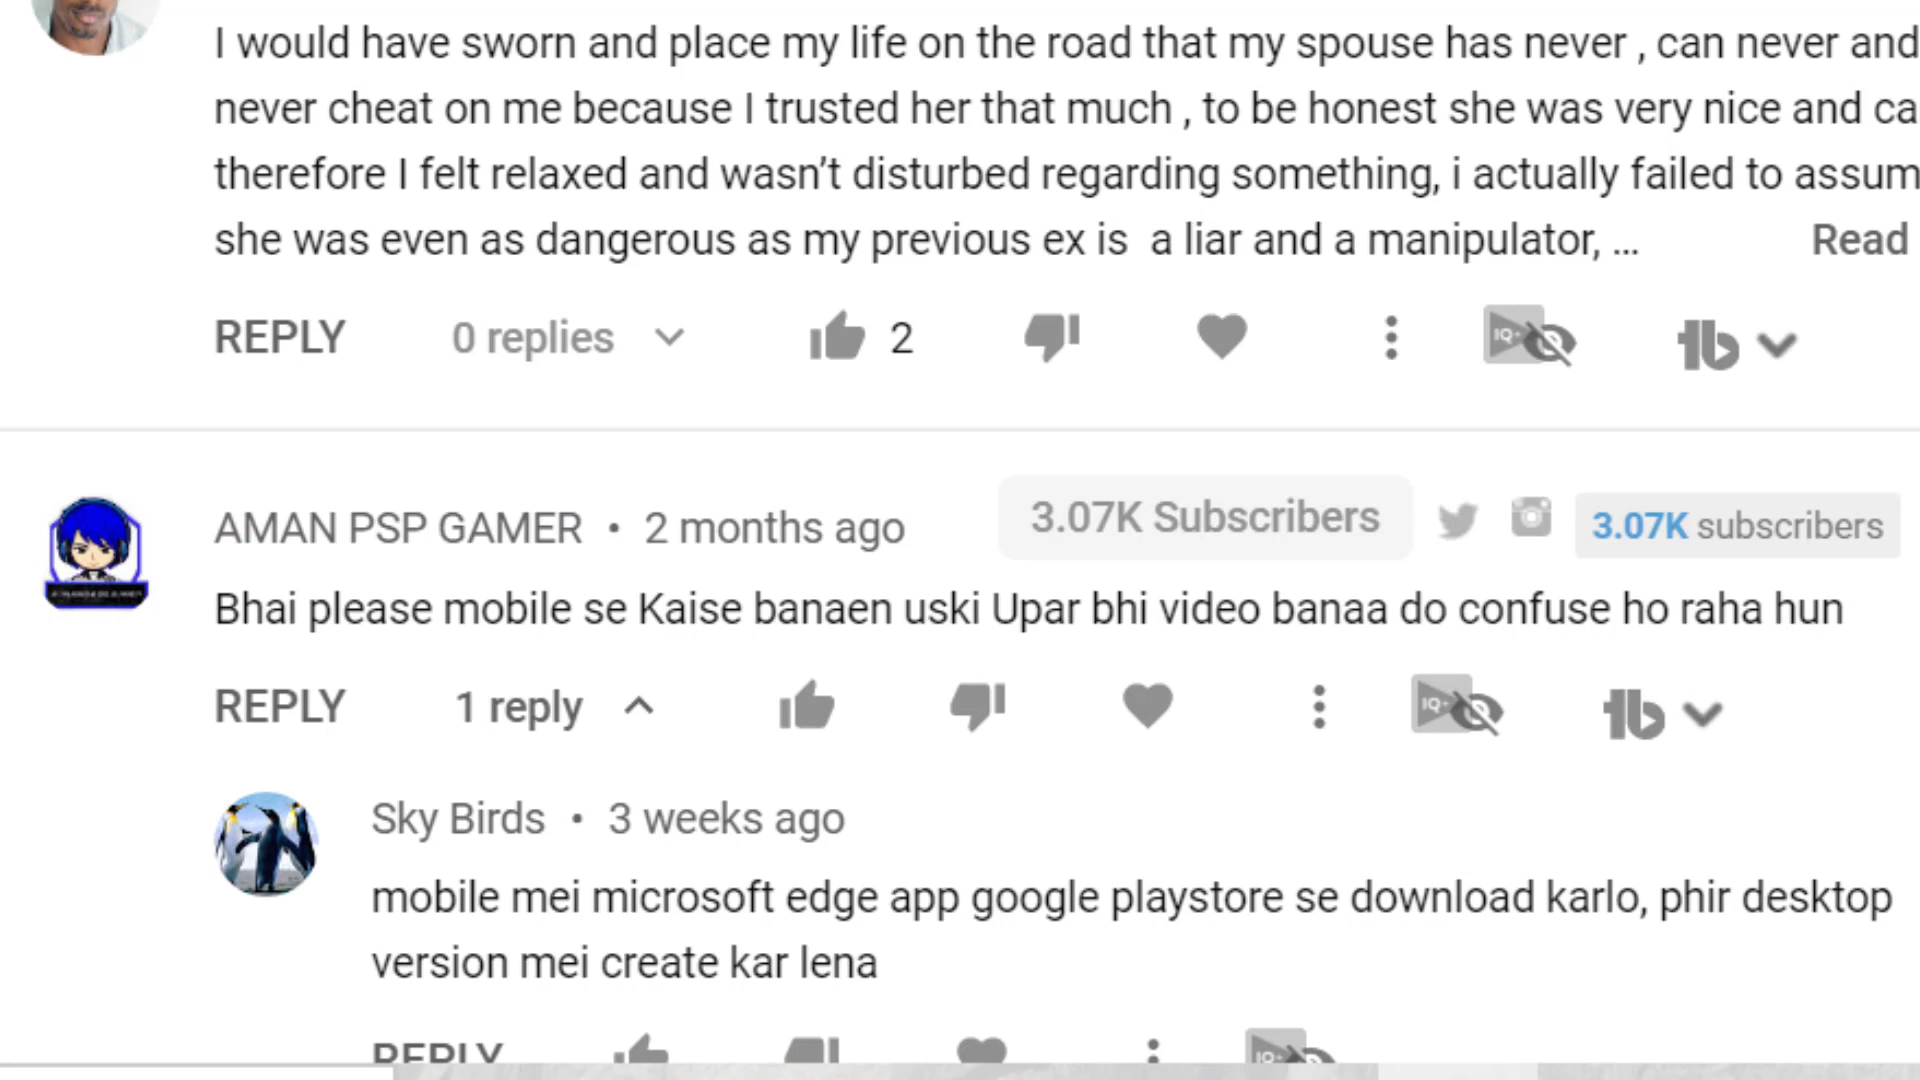 I would have sworn and place my life on the road that my spouse has never , can never and
never cheat on me because I trusted her that much , to be honest she was very nice and ca
therefore I felt relaxed and wasn’t disturbed regarding something, i actually failed to assum
she was even as dangerous as my previous ex is  a liar and a manipulator, ... Read
REPLY 0 replies 2 IQ+ tb
AMAN PSP GAMER • 2 months ago 3.07K Subscribers 3.07K subscribers
Bhai please mobile se Kaise banaen uski Upar bhi video banaa do confuse ho raha hun
REPLY 1 reply IQ+ tb
Sky Birds • 3 weeks ago
mobile mei microsoft edge app google playstore se download karlo, phir desktop
version mei create kar lena
REPLY IQ+